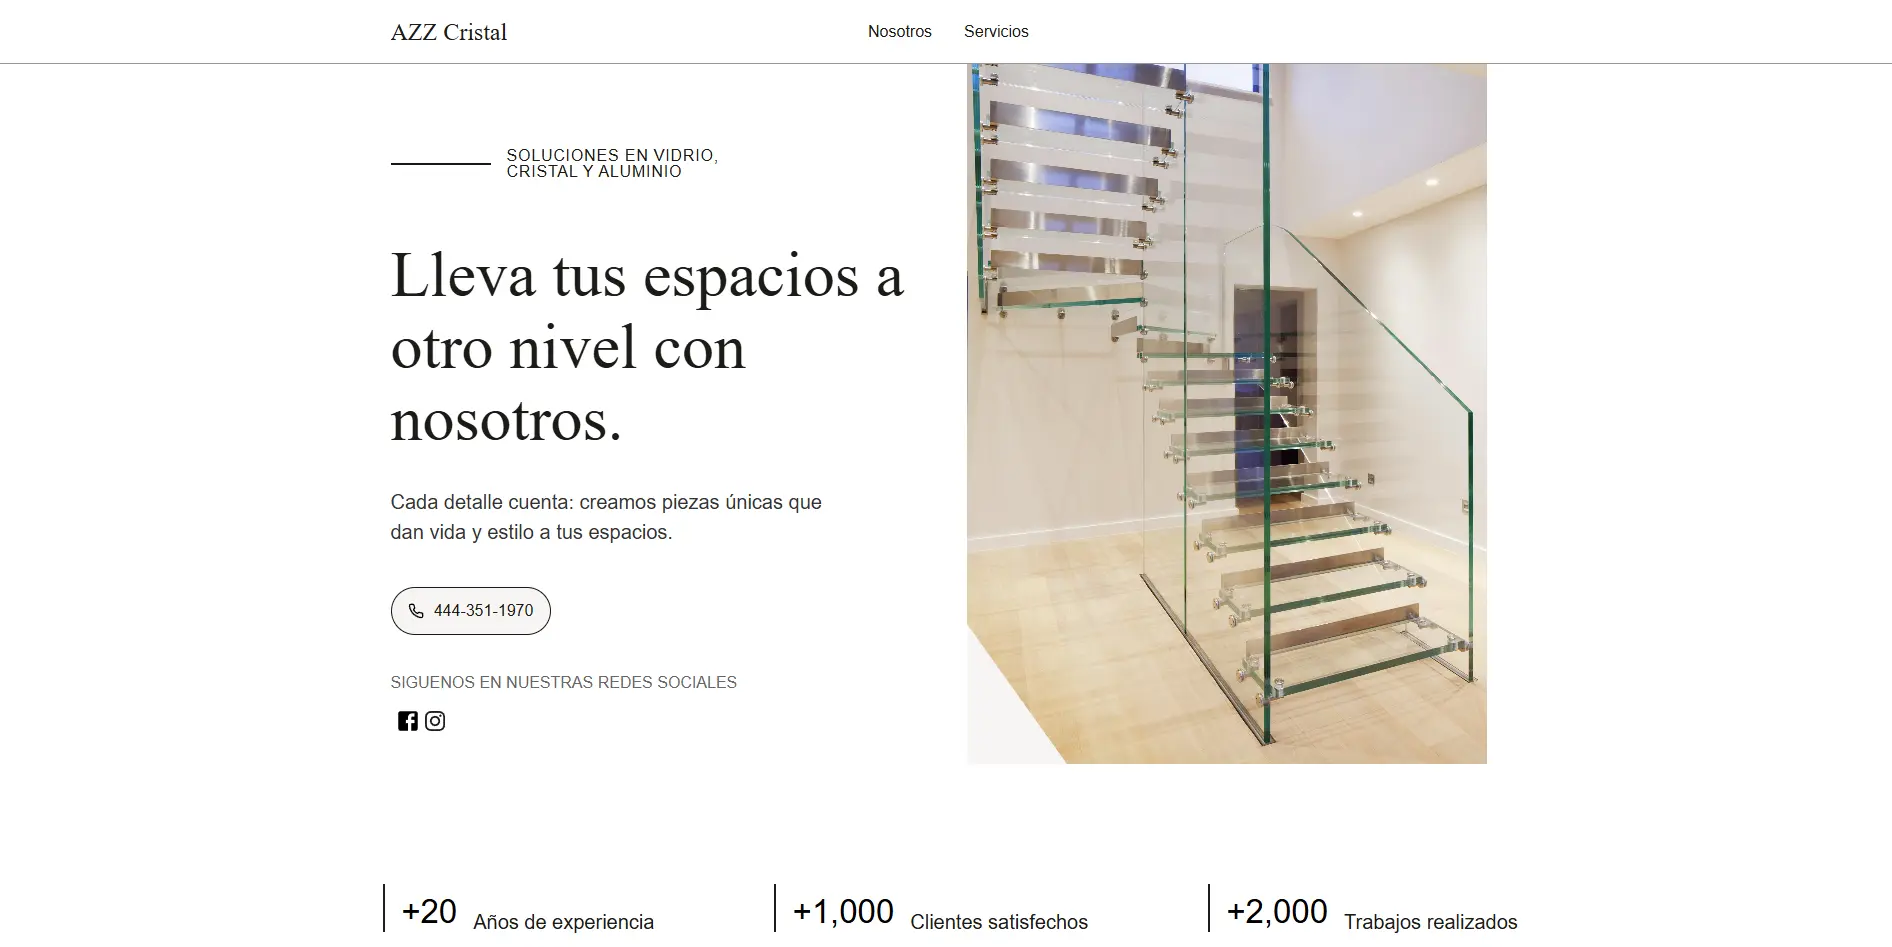 AZZ Cristal
Nosotros
Servicios
SOLUCIONES EN VIDRIO,
CRISTAL Y ALUMINIO
Lleva tus espacios a
otro nivel con
nosotros.
Cada detalle cuenta: creamos piezas únicas que
dan vida y estilo a tus espacios.
444-351-1970
SIGUENOS EN NUESTRAS REDES SOCIALES
+20 Años de experiencia
+1,000 Clientes satisfechos
+2,000 Trabajos realizados